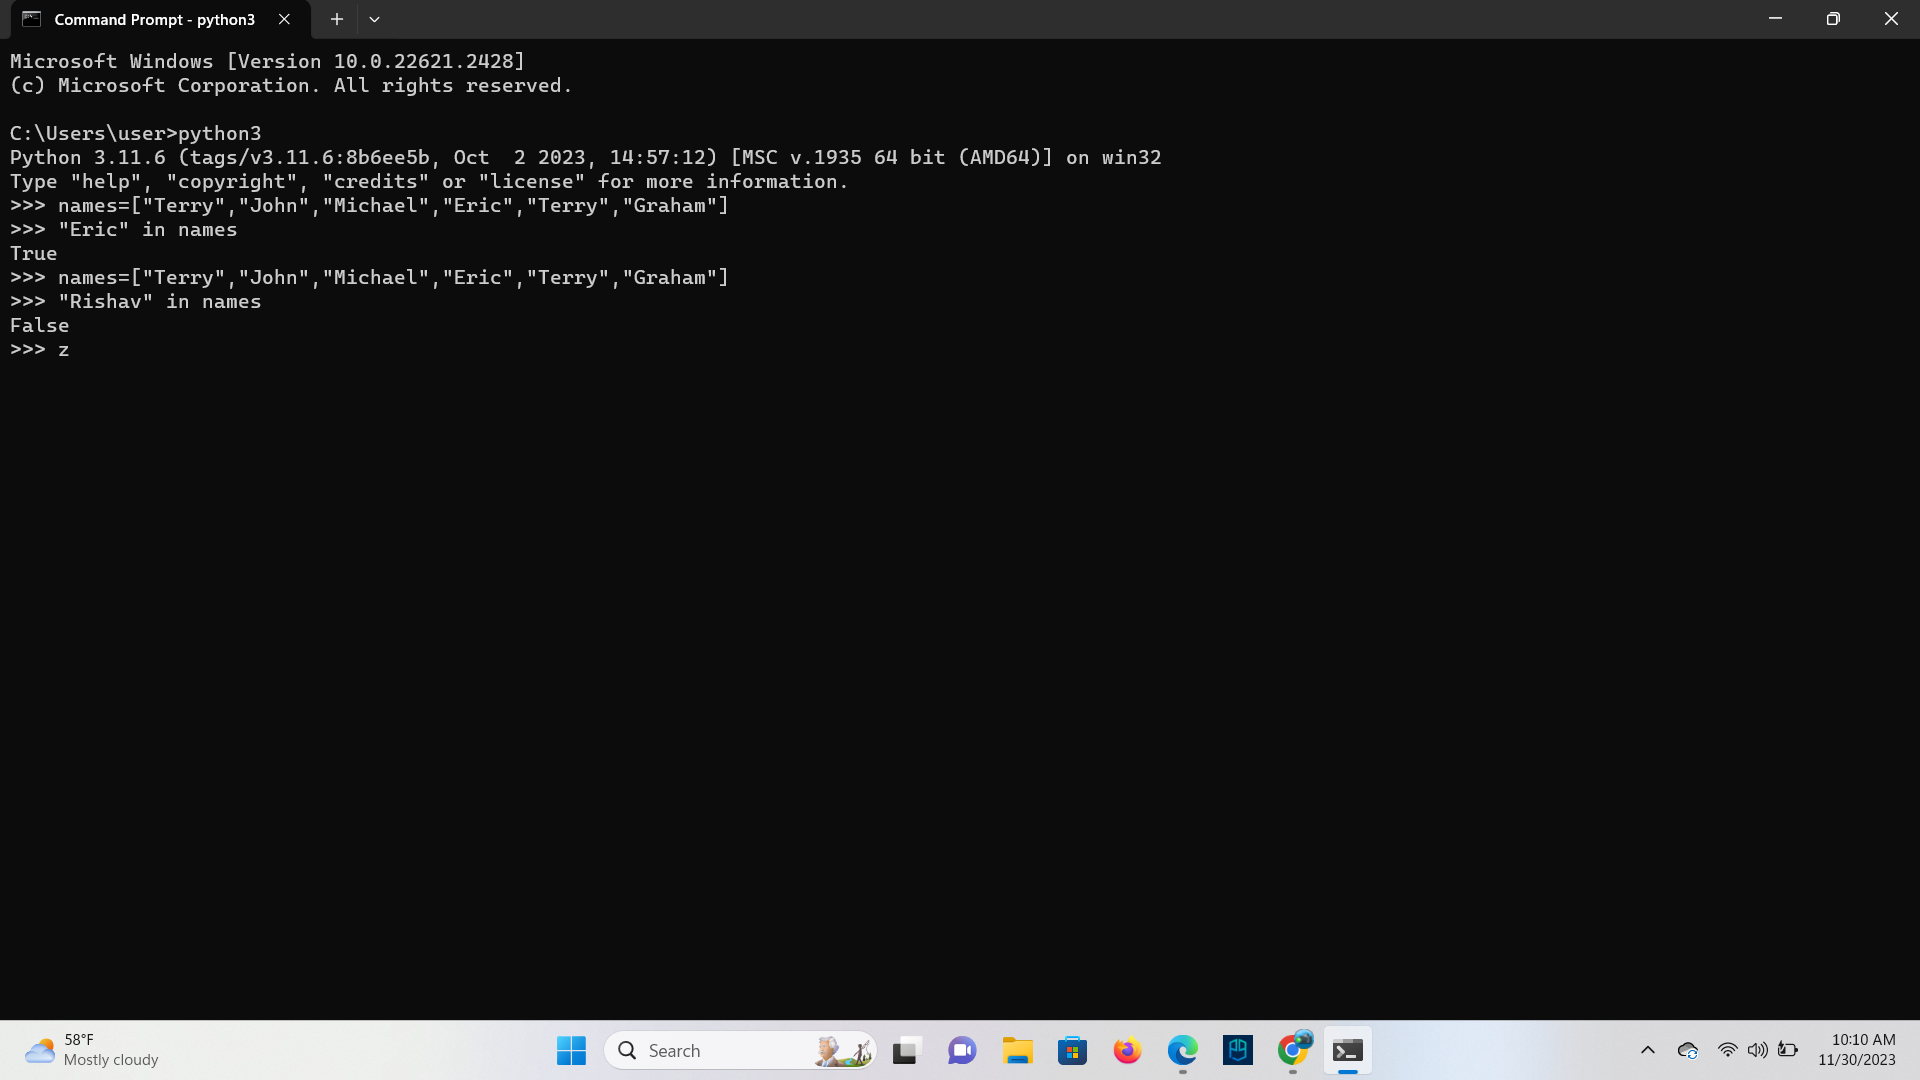 Command Prompt - python3
Microsoft Windows [Version 10.0.22621.2428]
(c) Microsoft Corporation. All rights reserved.
C:\Users\user>python3
Python 3.11.6 (tags/v3.11.6:8b6ee5b, Oct  2 2023, 14:57:12) [MSC v.1935 64 bit (AMD64)] on win32
Type "help", "copyright", "credits" or "license" for more information.
>>> names=["Terry","John","Michael","Eric","Terry","Graham"]
>>> "Eric" in names
True
>>> names=["Terry","John","Michael","Eric","Terry","Graham"]
>>> "Rishav" in names
False
>>> z
58°F
Mostly cloudy
Search
10:10 AM
11/30/2023